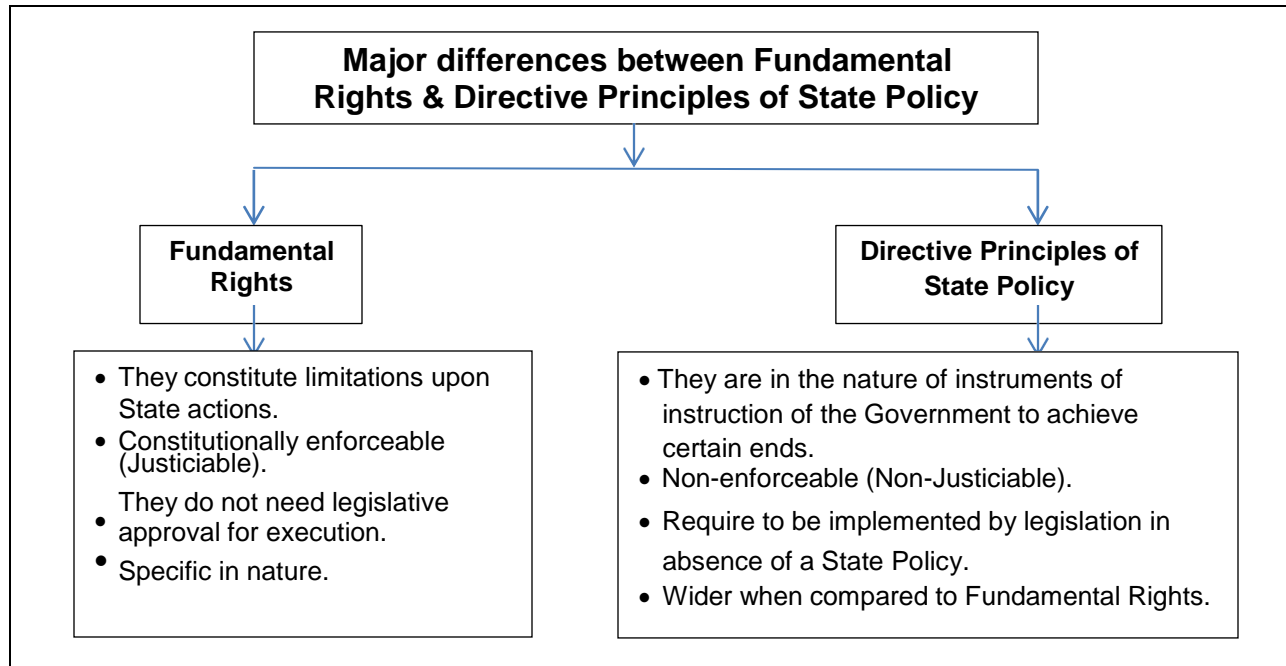 Major differences between Fundamental
Rights & Directive Principles of State Policy
Fundamental
Rights
• They constitute limitations upon
State actions.
• Constitutionally enforceable
(Justiciable).
• They do not need legislative
approval for execution.
• Specific in nature.
Directive Principles of
State Policy
• They are in the nature of instruments of
instruction of the Government to achieve
certain ends.
• Non-enforceable (Non-Justiciable).
• Require to be implemented by legislation in
absence of a State Policy.
• Wider when compared to Fundamental Rights.